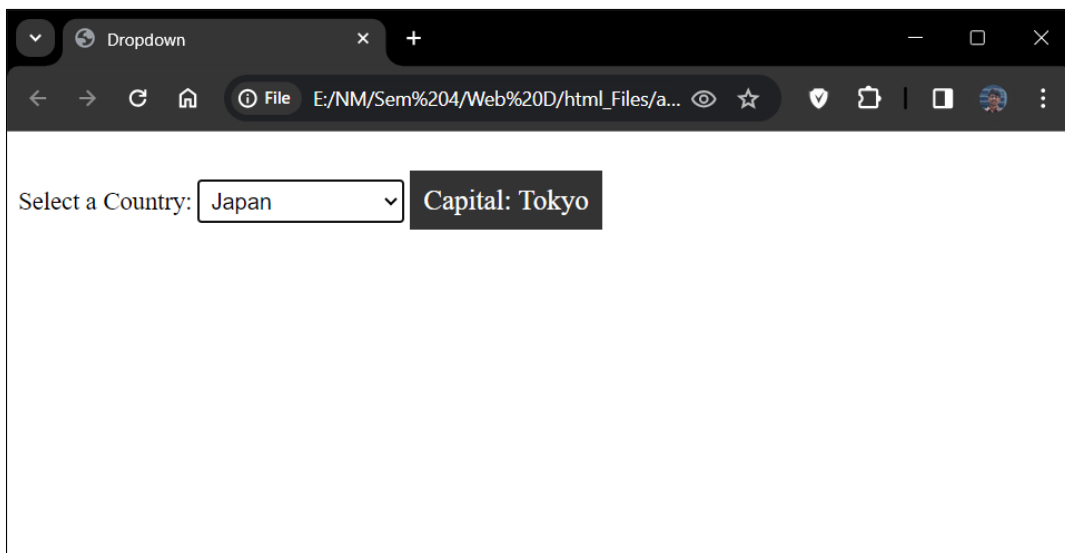 Dropdown
File E:/NM/Sem%204/Web%20D/html_Files/a...
Select a Country: Japan Capital: Tokyo